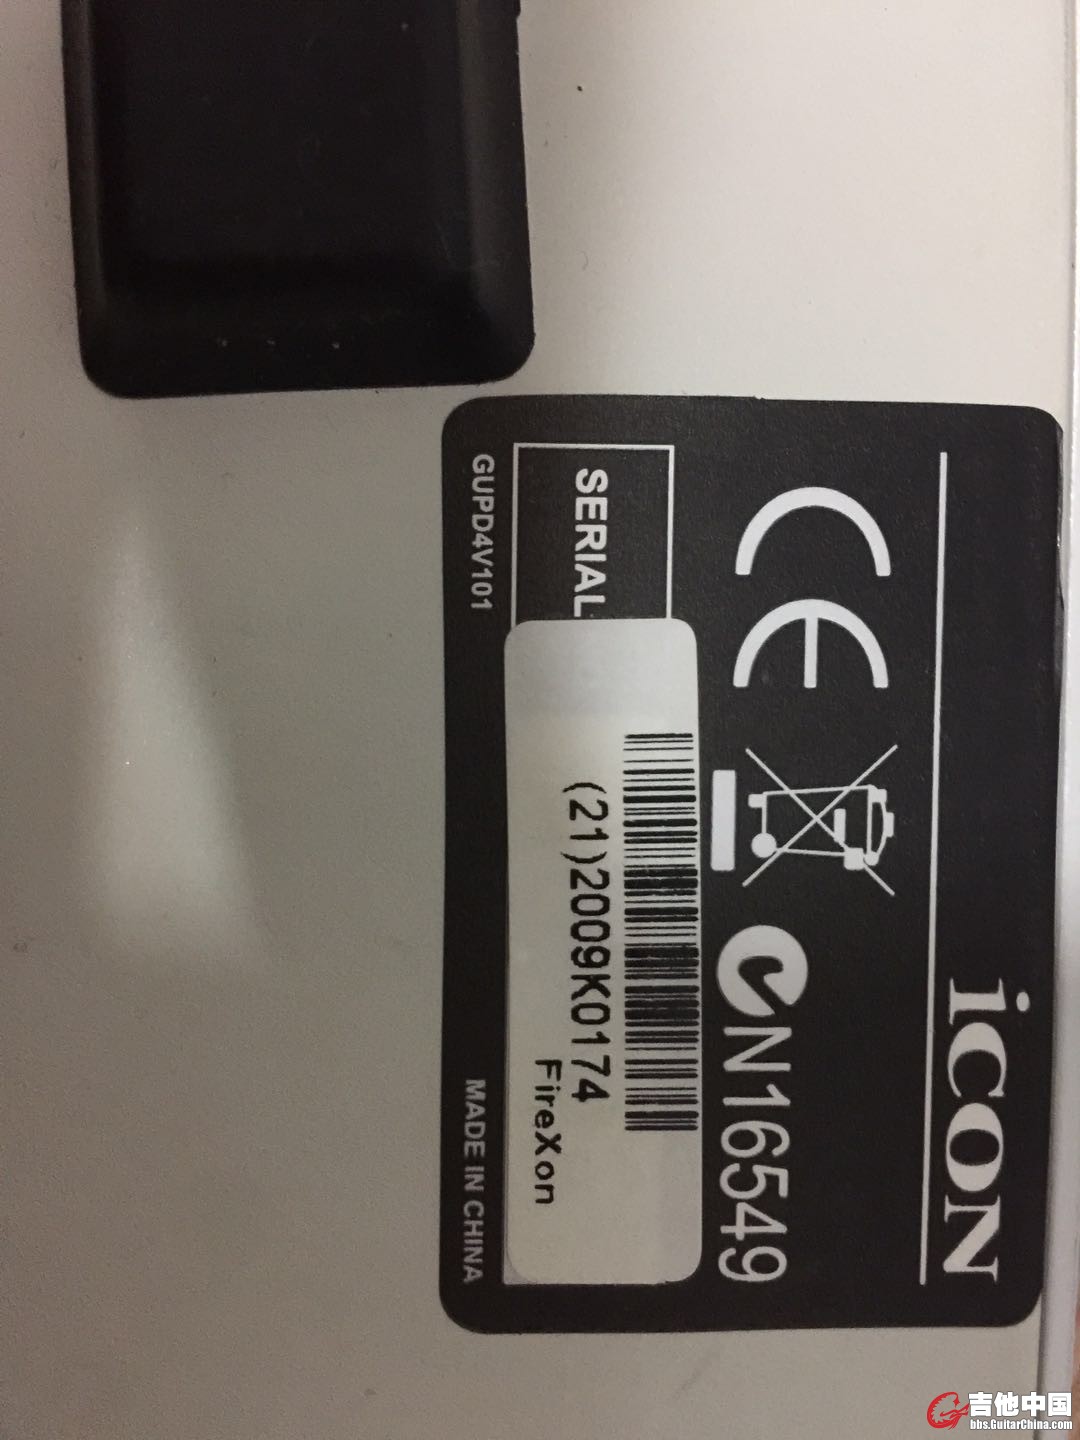 iCON
CE
N16549
SERIAL
(21)2009K0174
FireXon
GUPD4V101
MADE IN CHINA
吉他中国
bbs.GuitarChina.com